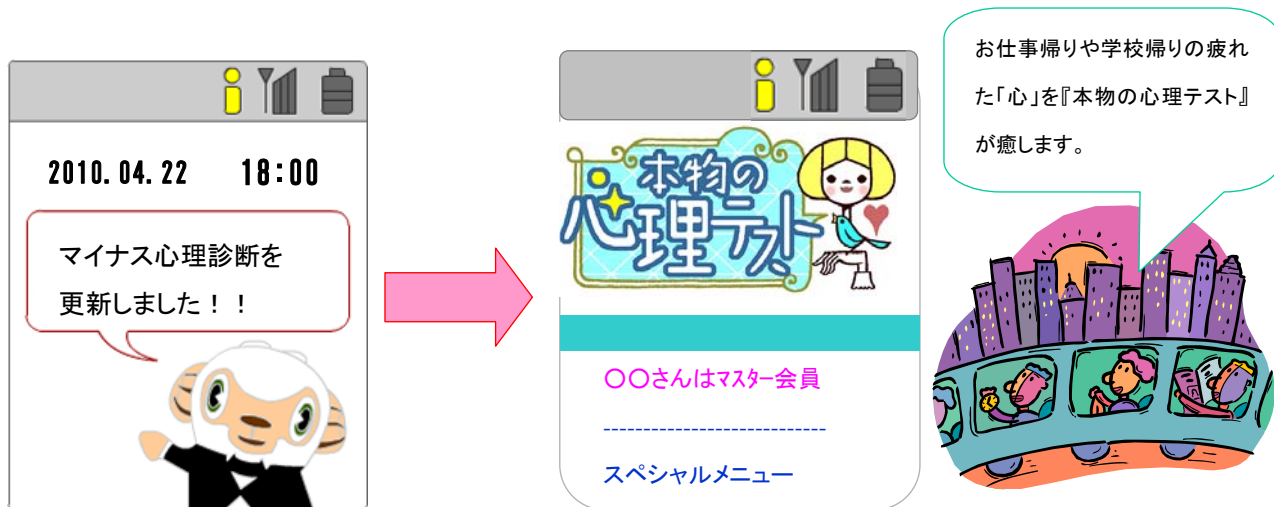 2010.04.22 18:00
マイナス心理診断を
更新しました！！
本物の
心理テスト
〇〇さんはマスター会員
----------------------------
スペシャルメニュー
お仕事帰りや学校帰りの疲れ
た「心」を『本物の心理テスト』
が癒します。